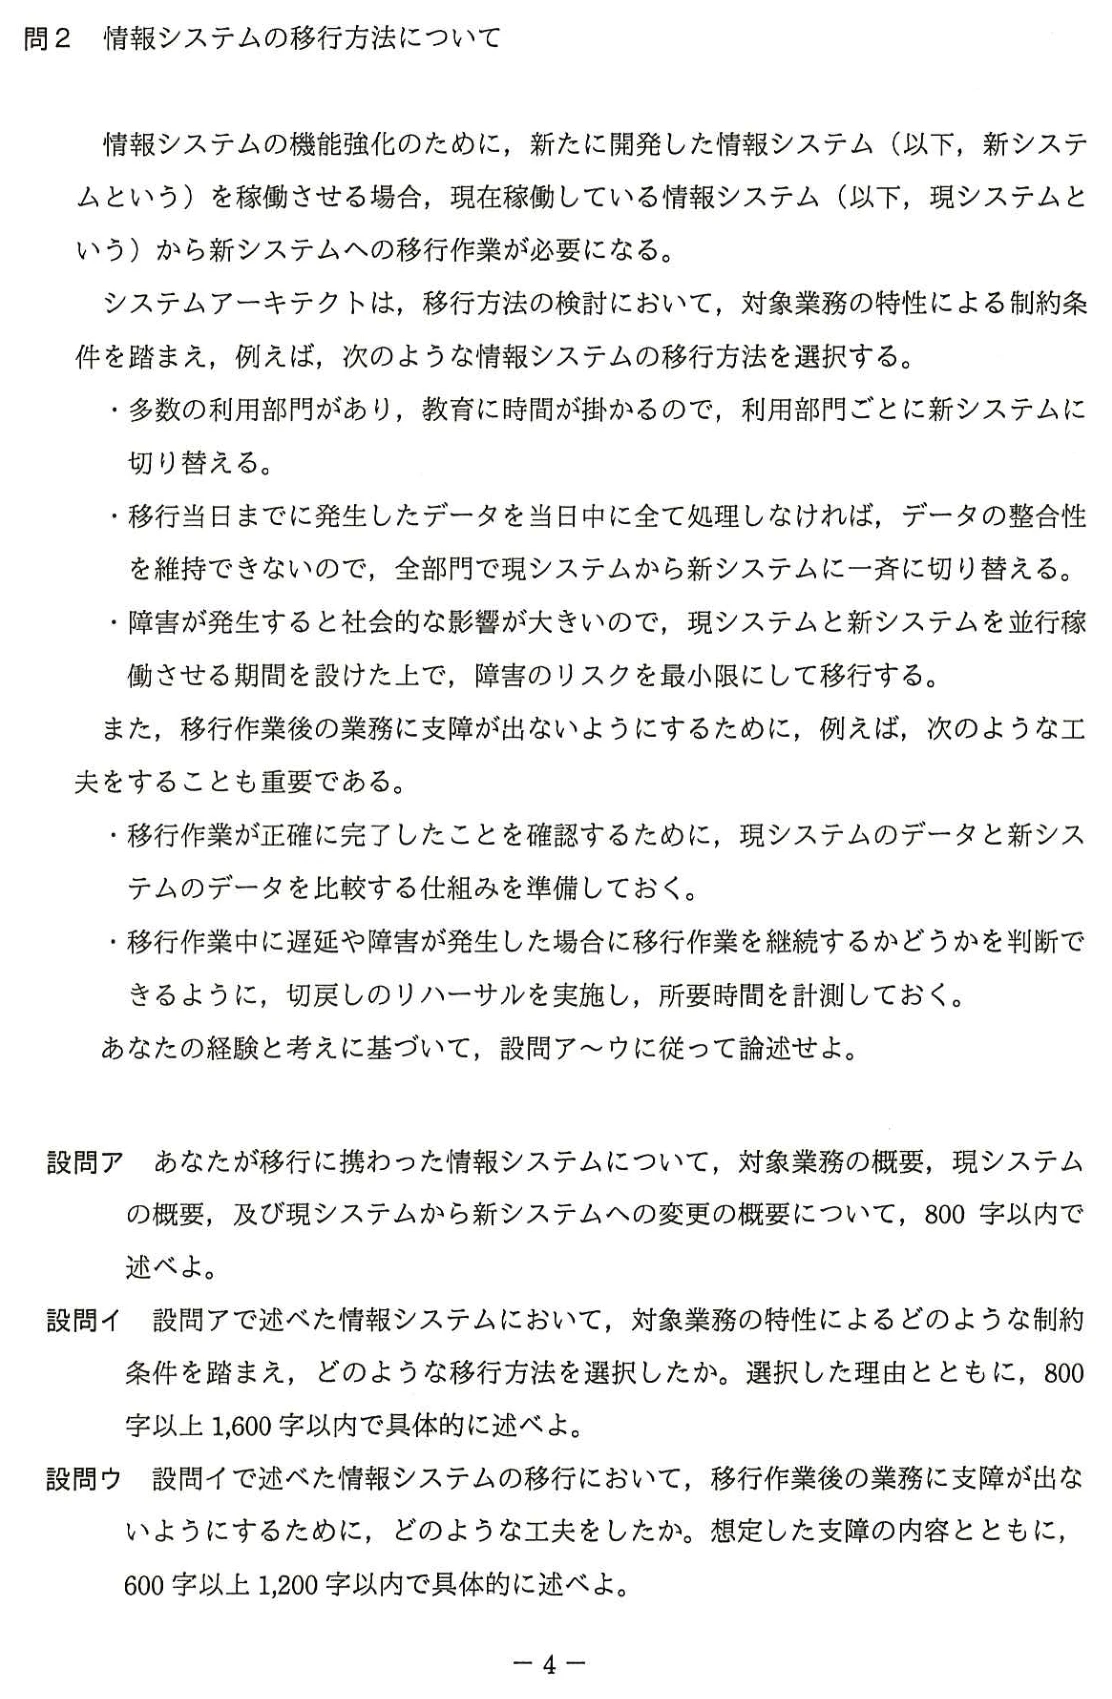 問2 情報システムの移行方法について
情報システムの機能強化のために，新たに開発した情報システム（以下，新システ
ムという）を稼働させる場合，現在稼働している情報システム（以下，現システムと
いう）から新システムへの移行作業が必要になる。
システムアーキテクトは，移行方法の検討において，対象業務の特性による制約条
件を踏まえ，例えば，次のような情報システムの移行方法を選択する。
・多数の利用部門があり，教育に時間が掛かるので，利用部門ごとに新システムに
切り替える。
・移行当日までに発生したデータを当日中に全て処理しなければ，データの整合性
を維持できないので，全部門で現システムから新システムに一斉に切り替える。
・障害が発生すると社会的な影響が大きいので，現システムと新システムを並行稼
働させる期間を設けた上で，障害のリスクを最小限にして移行する。
また，移行作業後の業務に支障が出ないようにするために，例えば，次のような工
夫をすることも重要である。
・移行作業が正確に完了したことを確認するために，現システムのデータと新シス
テムのデータを比較する仕組みを準備しておく。
・移行作業中に遅延や障害が発生した場合に移行作業を継続するかどうかを判断で
きるように，切戻しのリハーサルを実施し，所要時間を計測しておく。
あなたの経験と考えに基づいて，設問ア～ウに従って論述せよ。
設問ア あなたが移行に携わった情報システムについて，対象業務の概要，現システム
の概要，及び現システムから新システムへの変更の概要について，800 字以内で
述べよ。
設問イ 設問アで述べた情報システムにおいて，対象業務の特性によるどのような制約
条件を踏まえ，どのような移行方法を選択したか。選択した理由とともに，800
字以上 1,600 字以内で具体的に述べよ。
設問ウ 設問イで述べた情報システムの移行において，移行作業後の業務に支障が出な
いようにするために，どのような工夫をしたか。想定した支障の内容とともに，
600 字以上 1,200 字以内で具体的に述べよ。
－ 4 －